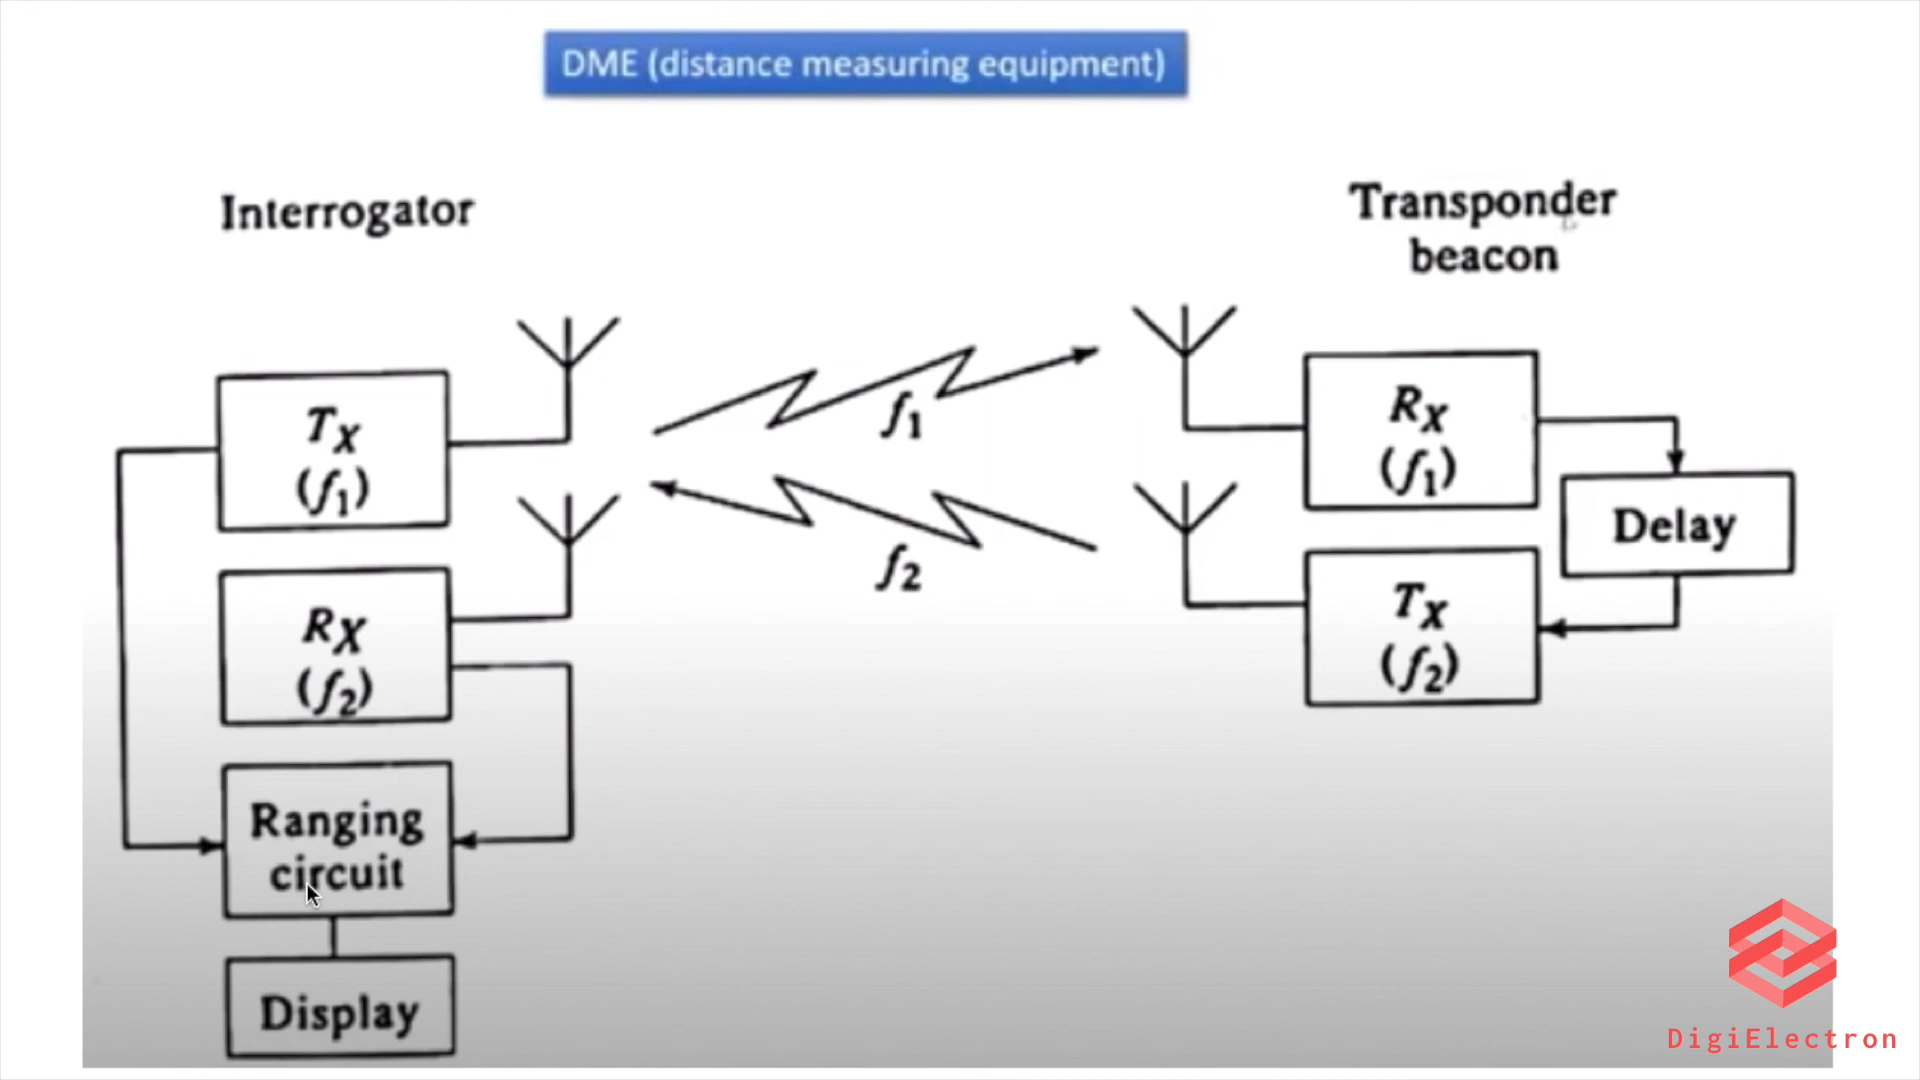 DME (distance measuring equipment)
Interrogator
Transponder
beacon
TX
(f1)
f1
RX
(f1)
Delay
RX
(f2)
f2
TX
(f2)
Ranging
circuit
Display
DigiElectron